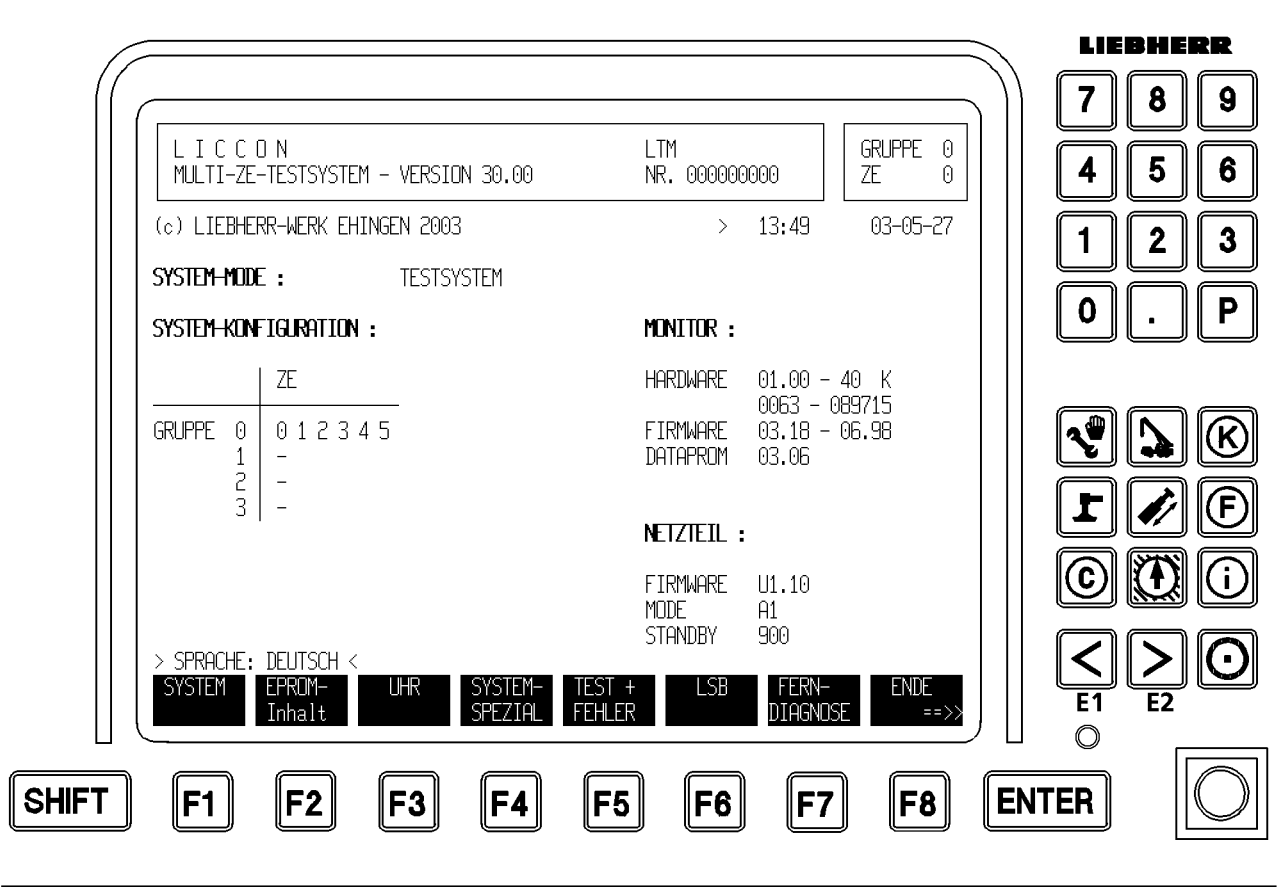 LIEBHERR
L I C C O N
MULTI-ZE-TESTSYSTEM - VERSION 30.00
LTM
NR. 000000000
GRUPPE 0
ZE 0
(c) LIEBHERR-WERK EHINGEN 2003 > 13:49 03-05-27
SYSTEM-MODE : TESTSYSTEM
SYSTEM-KONFIGURATION :
ZE
GRUPPE 0 0 1 2 3 4 5
1 -
2 -
3 -
MONITOR :
HARDWARE 01.00 - 40 K
0063 - 089715
FIRMWARE 03.18 - 06.98
DATAPROM 03.06
NETZTEIL :
FIRMWARE U1.10
MODE A1
STANDBY 900
> SPRACHE: DEUTSCH <
SYSTEM
EPROM-
Inhalt
UHR
SYSTEM-
SPEZIAL
TEST +
FEHLER
LSB
FERN-
DIAGNOSE
ENDE
==>>
7 8 9
4 5 6
1 2 3
0 . P
K
F
C i
< >
E1 E2
SHIFT F1 F2 F3 F4 F5 F6 F7 F8 ENTER